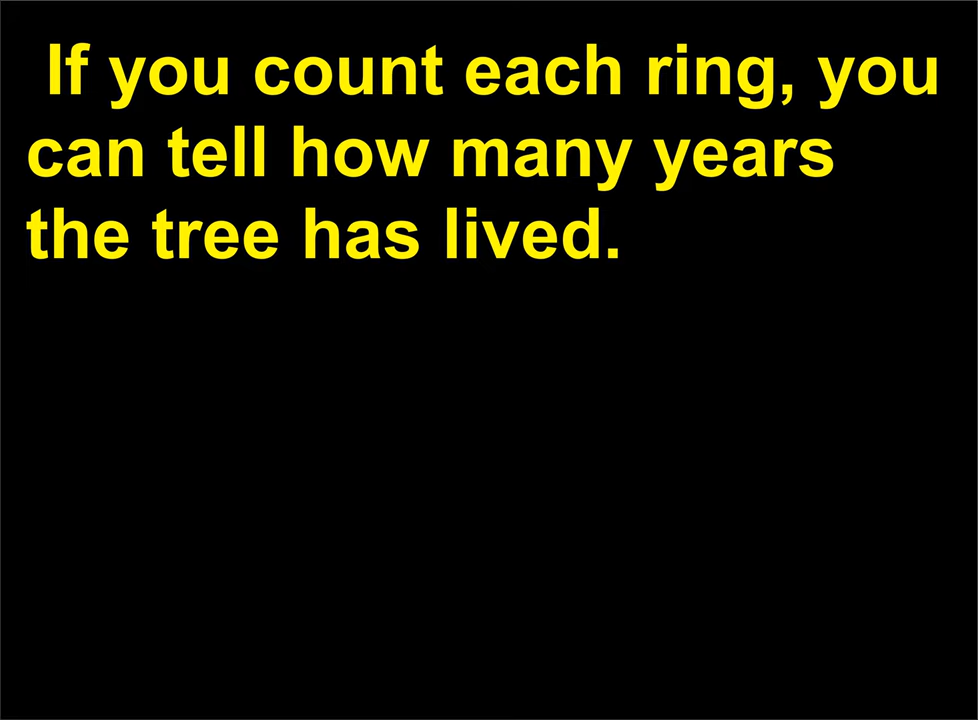 If you count each ring, you
can tell how many years
the tree has lived.